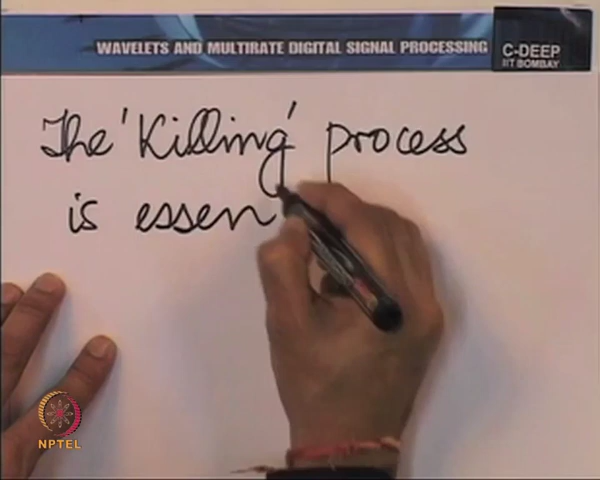 WAVELETS AND MULTIRATE DIGITAL SIGNAL PROCESSING
C-DEEP
IIT BOMBAY
The 'Killing' process
is essen
NPTEL